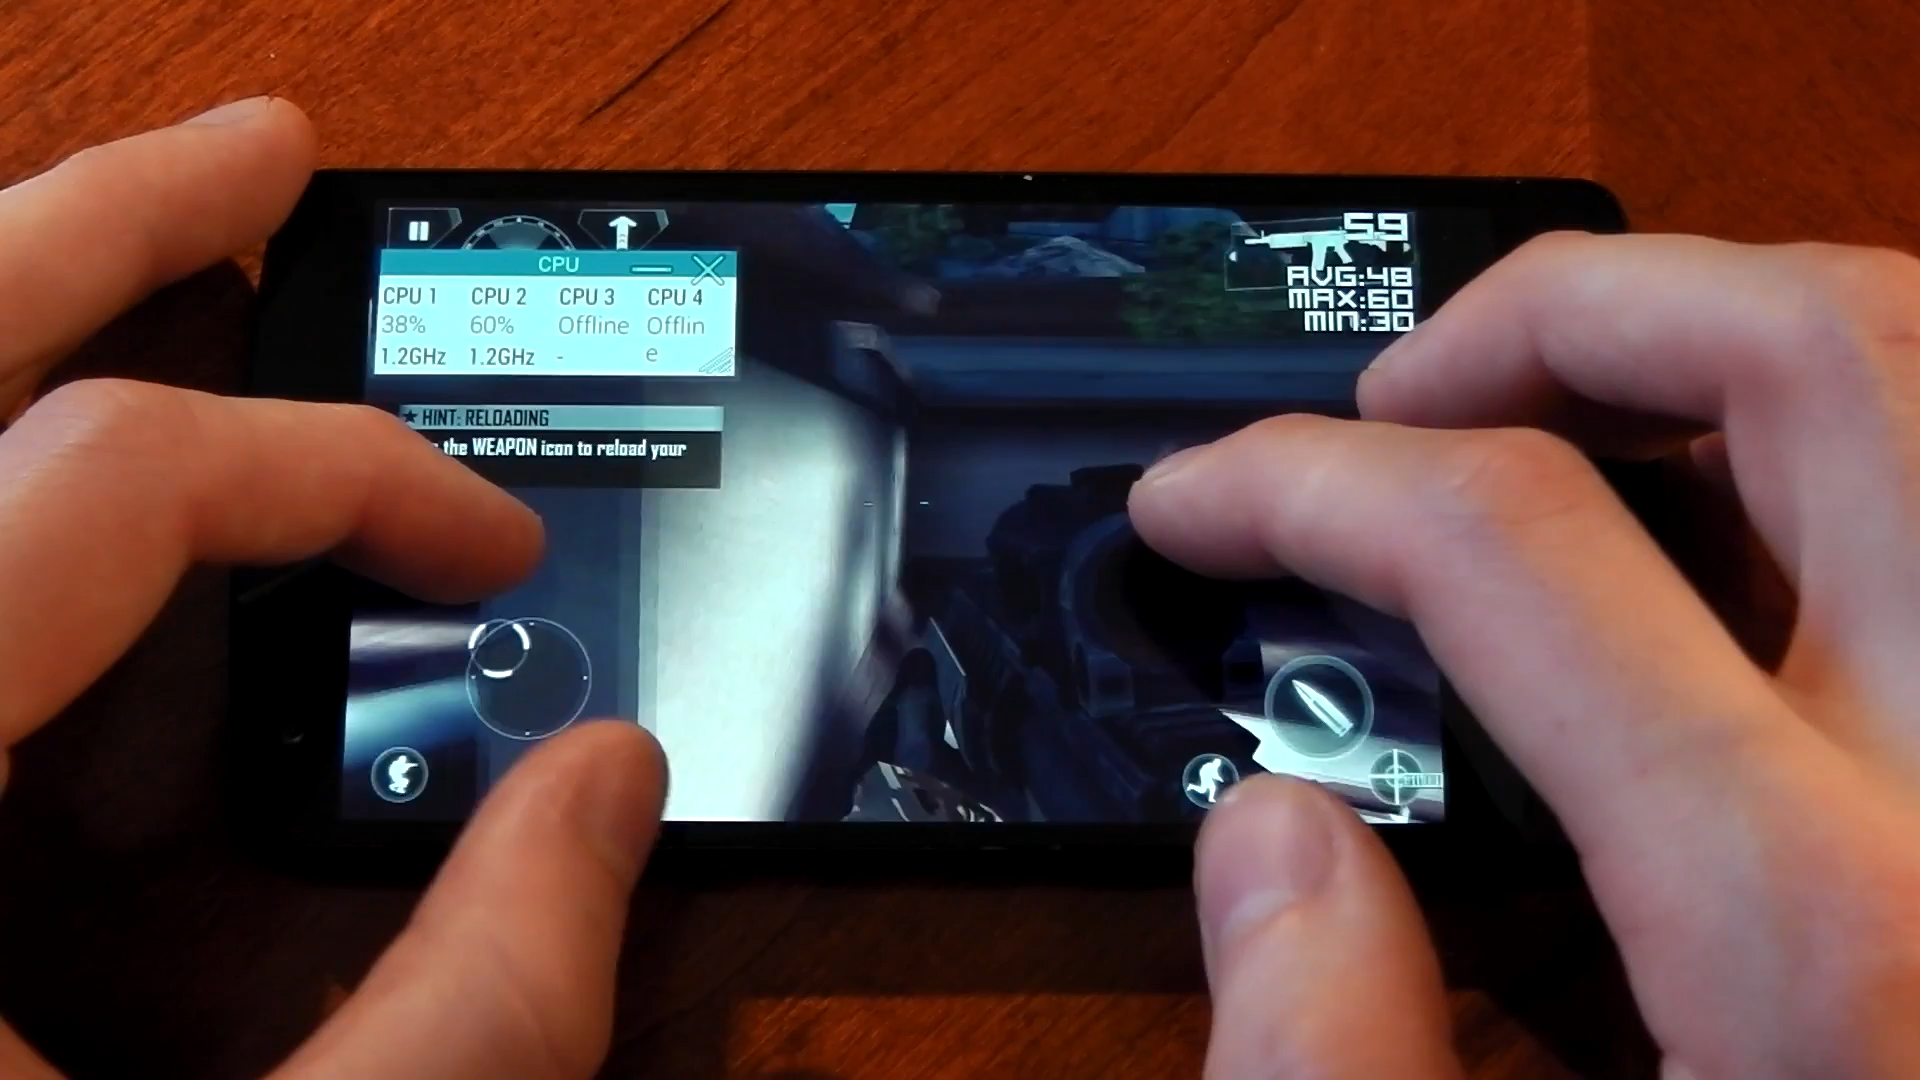 59
AVG:48
MAX:60
MIN:30
CPU
CPU 1 CPU 2 CPU 3 CPU 4
38% 60% Offline Offlin
e
1.2GHz 1.2GHz -
HINT: RELOADING
the WEAPON icon to reload your